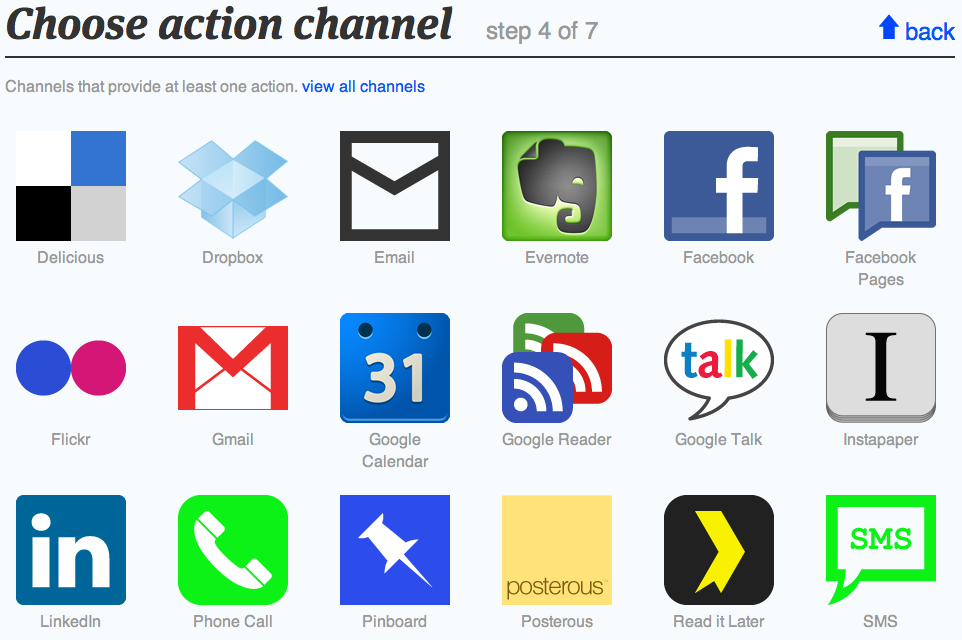 Choose action channel step 4 of 7 back
Channels that provide at least one action. view all channels
Delicious
Dropbox
Email
Evernote
f
Facebook
f
Facebook
Pages
Flickr
Gmail
31
Google
Calendar
Google Reader
talk
Google Talk
I
Instapaper
in
LinkedIn
Phone Call
Pinboard
posterous™
Posterous
Read it Later
SMS
SMS